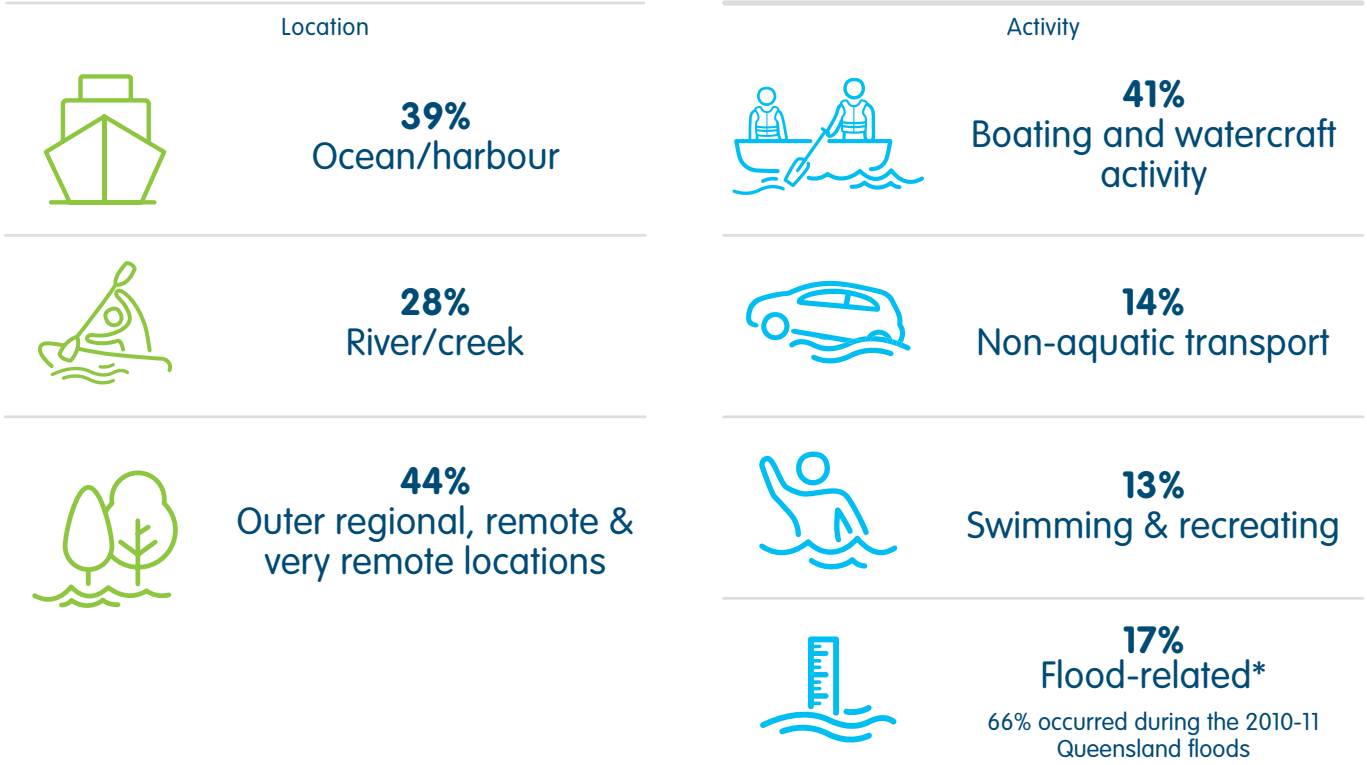 Location
39%
Ocean/harbour
28%
River/creek
44%
Outer regional, remote &
very remote locations
Activity
41%
Boating and watercraft
activity
14%
Non-aquatic transport
13%
Swimming & recreating
17%
Flood-related*
66% occurred during the 2010-11
Queensland floods